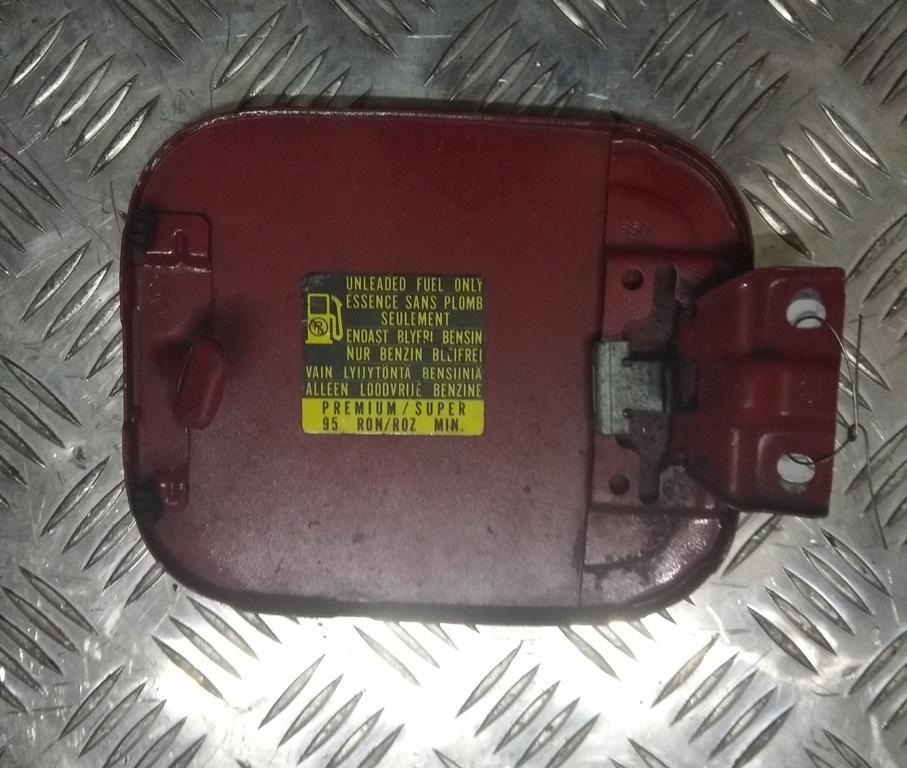 UNLEADED FUEL ONLY
ESSENCE SANS PLOMB
SEULEMENT
ENDAST BLYFRI BENSIN
NUR BENZIN BLEIFREI
VAIN LYIJYTÖNTÄ BENSIINIÄ
ALLEEN LOODVRIJE BENZINE
PREMIUM/SUPER
95 RON/ROZ MIN.